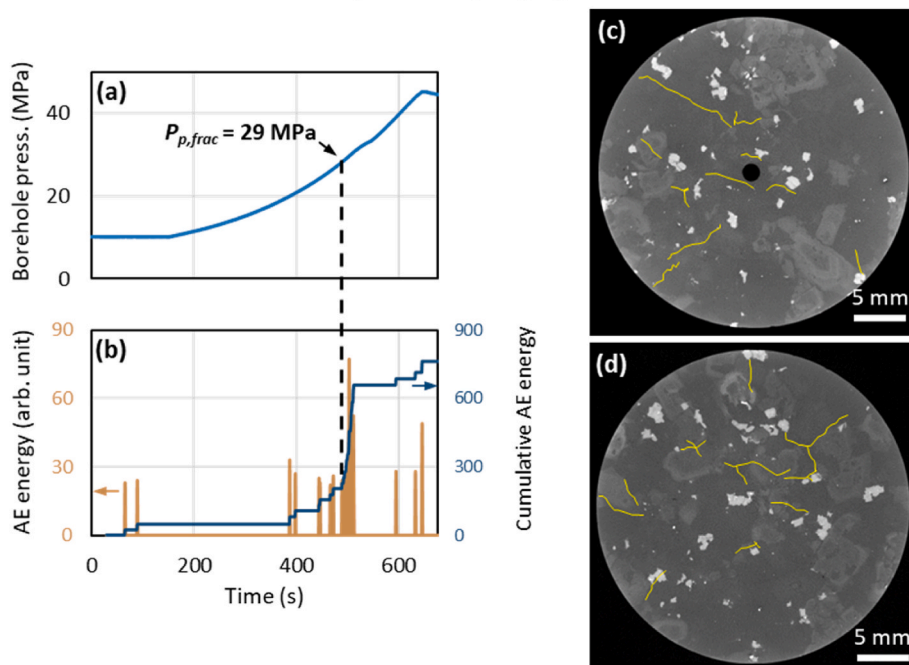 (a)
Borehole press. (MPa)
40
20
0
Pp,frac = 29 MPa
(b)
AE energy (arb. unit)
90
60
30
0
900
600
300
0
Cumulative AE energy
0
200
400
600
Time (s)
(c)
5 mm
(d)
5 mm